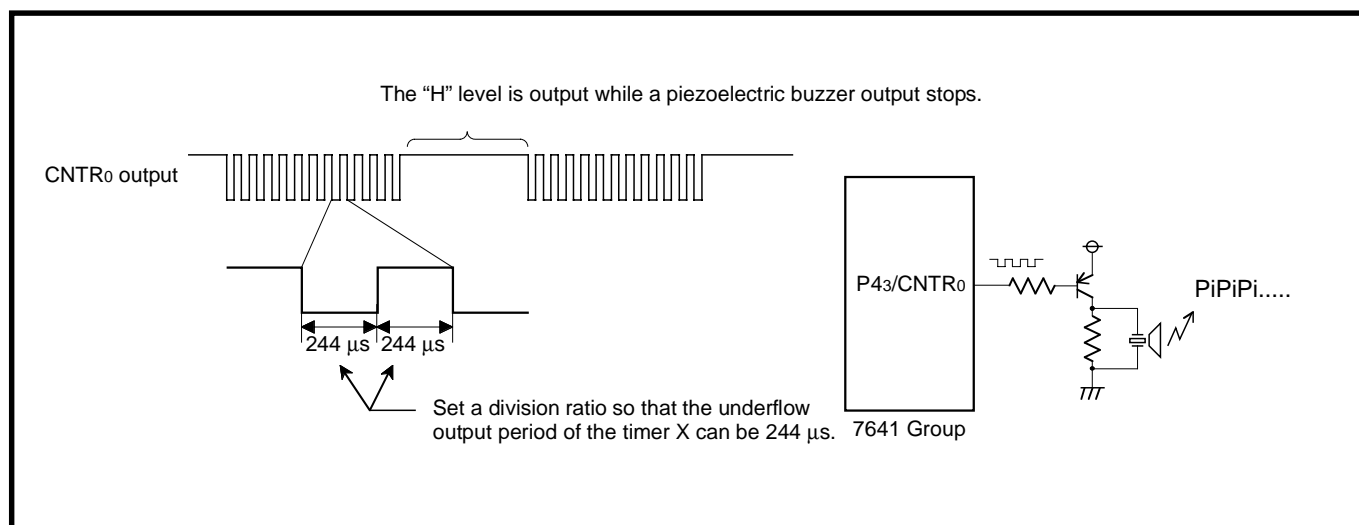 The “H” level is output while a piezoelectric buzzer output stops.
CNTR0 output
244 μs 244 μs
Set a division ratio so that the underflow
output period of the timer X can be 244 μs.
P43/CNTR0
PiPiPi.....
7641 Group